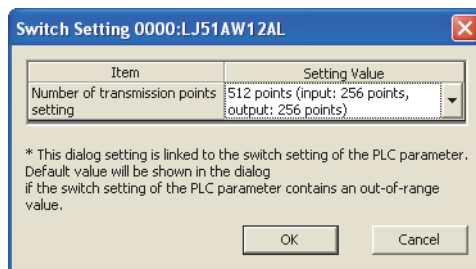 Switch Setting 0000:LJ51AW12AL
Item Setting Value
Number of transmission points 512 points (input: 256 points,
setting output: 256 points)
* This dialog setting is linked to the switch setting of the PLC parameter.
Default value will be shown in the dialog
if the switch setting of the PLC parameter contains an out-of-range
value.
OK Cancel